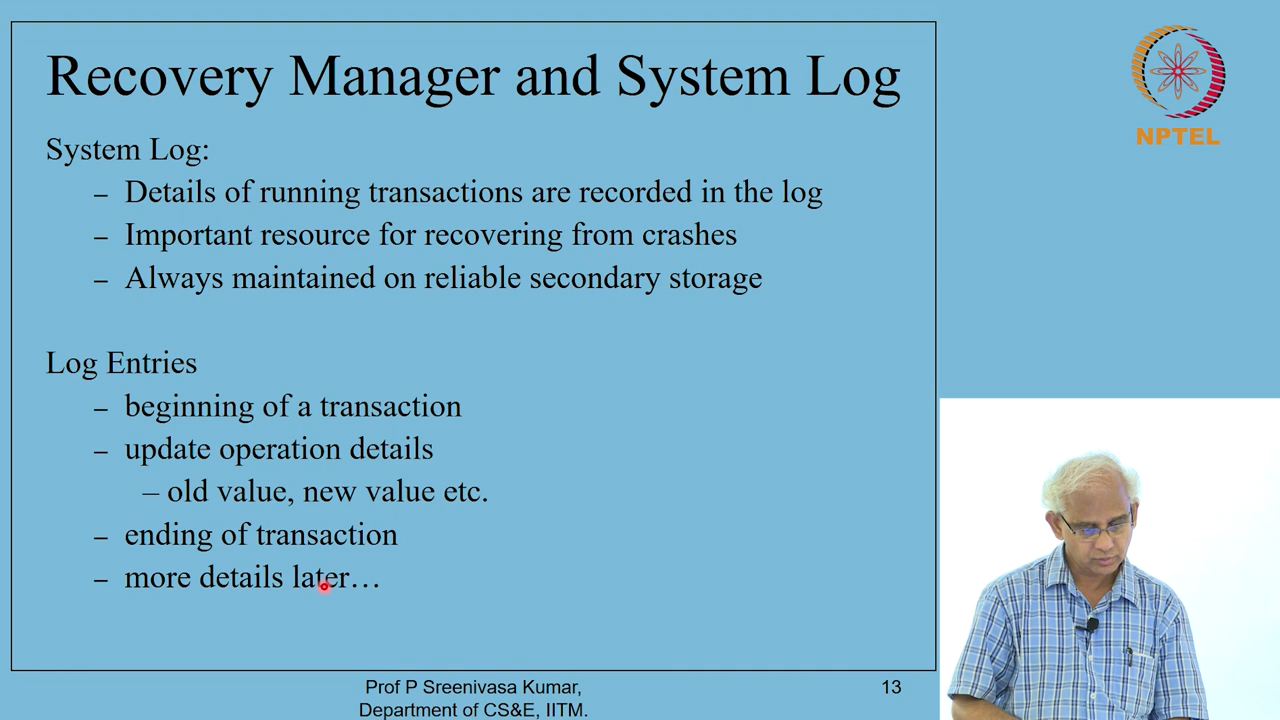 Recovery Manager and System Log
System Log:
– Details of running transactions are recorded in the log
– Important resource for recovering from crashes
– Always maintained on reliable secondary storage
Log Entries
– beginning of a transaction
– update operation details
– old value, new value etc.
– ending of transaction
– more details later…
Prof P Sreenivasa Kumar,
Department of CS&E, IITM.
13
NPTEL